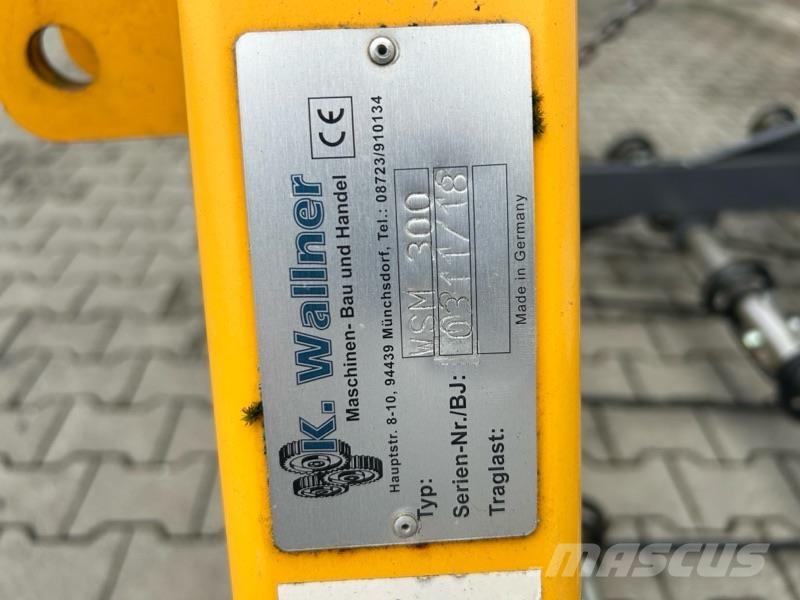 K. Wallner
Maschinen- Bau und Handel
CE
Hauptstr. 8-10, 94439 Münchsdorf, Tel.: 08723/910134
Typ: WSM 300
Serien-Nr./BJ: 0311/18
Traglast:
Made in Germany
MASCUS